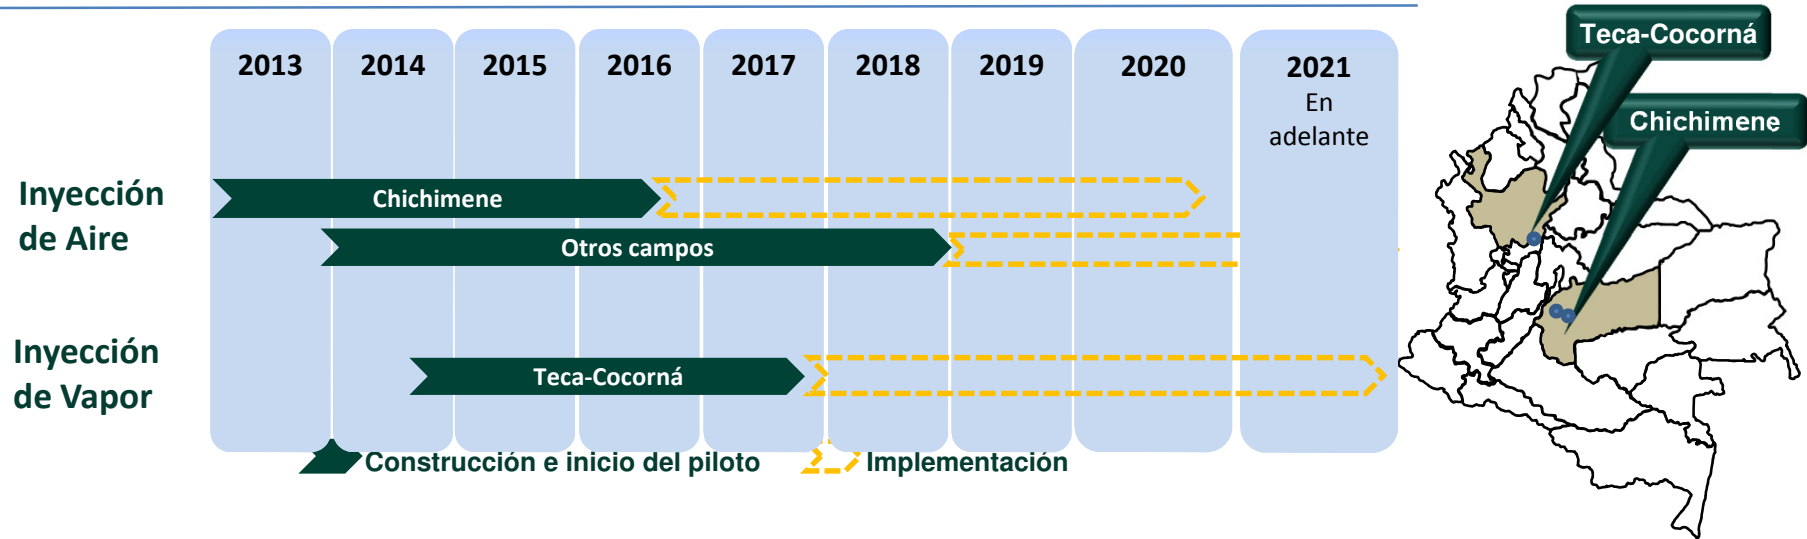 2013
2014
2015
2016
2017
2018
2019
2020
2021
En
adelante
Inyección
de Aire
Chichimene
Otros campos
Inyección
de Vapor
Teca-Cocorná
Construcción e inicio del piloto
Implementación
Teca-Cocorná
Chichimene